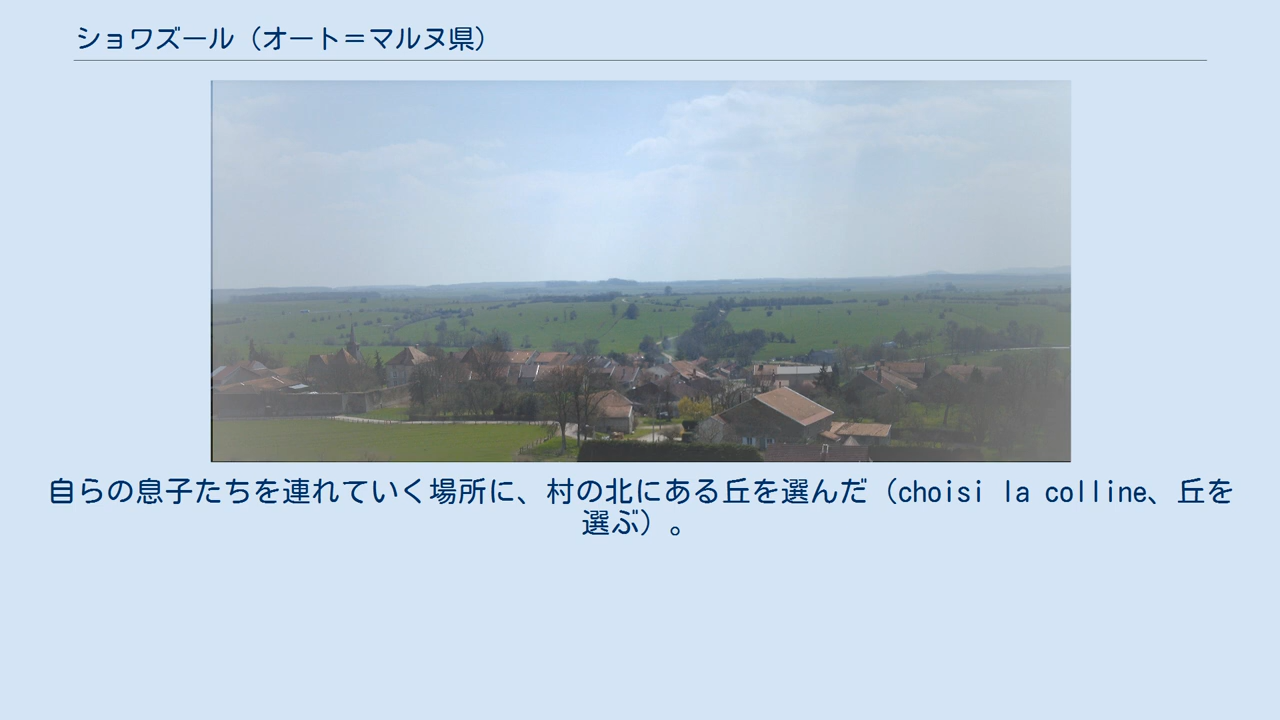 ショワズール（オート＝マルヌ県）
自らの息子たちを連れていく場所に、村の北にある丘を選んだ（choisi la colline、丘を
選ぶ）。